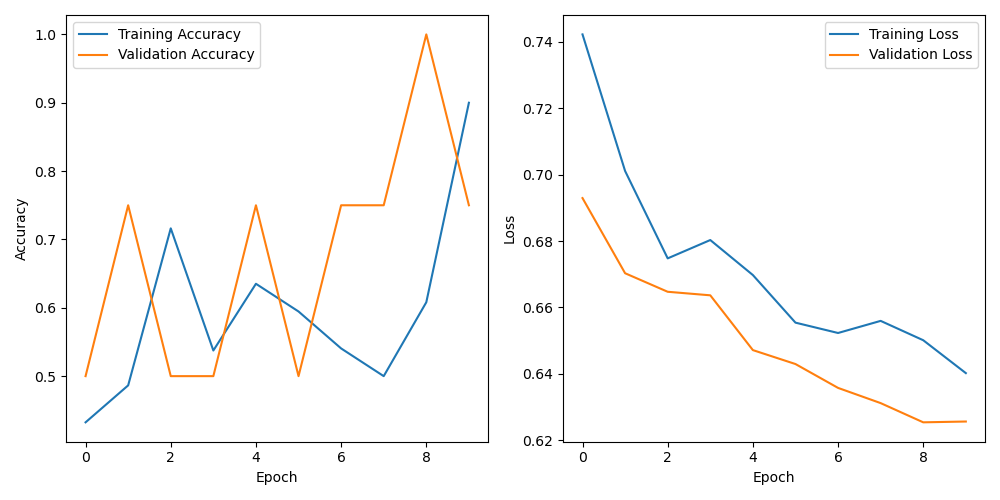 Training Accuracy
Validation Accuracy
1.0
0.9
0.8
0.7
0.6
0.5
Accuracy
0 2 4 6 8
Epoch
Training Loss
Validation Loss
0.74
0.72
0.70
0.68
0.66
0.64
0.62
Loss
0 2 4 6 8
Epoch